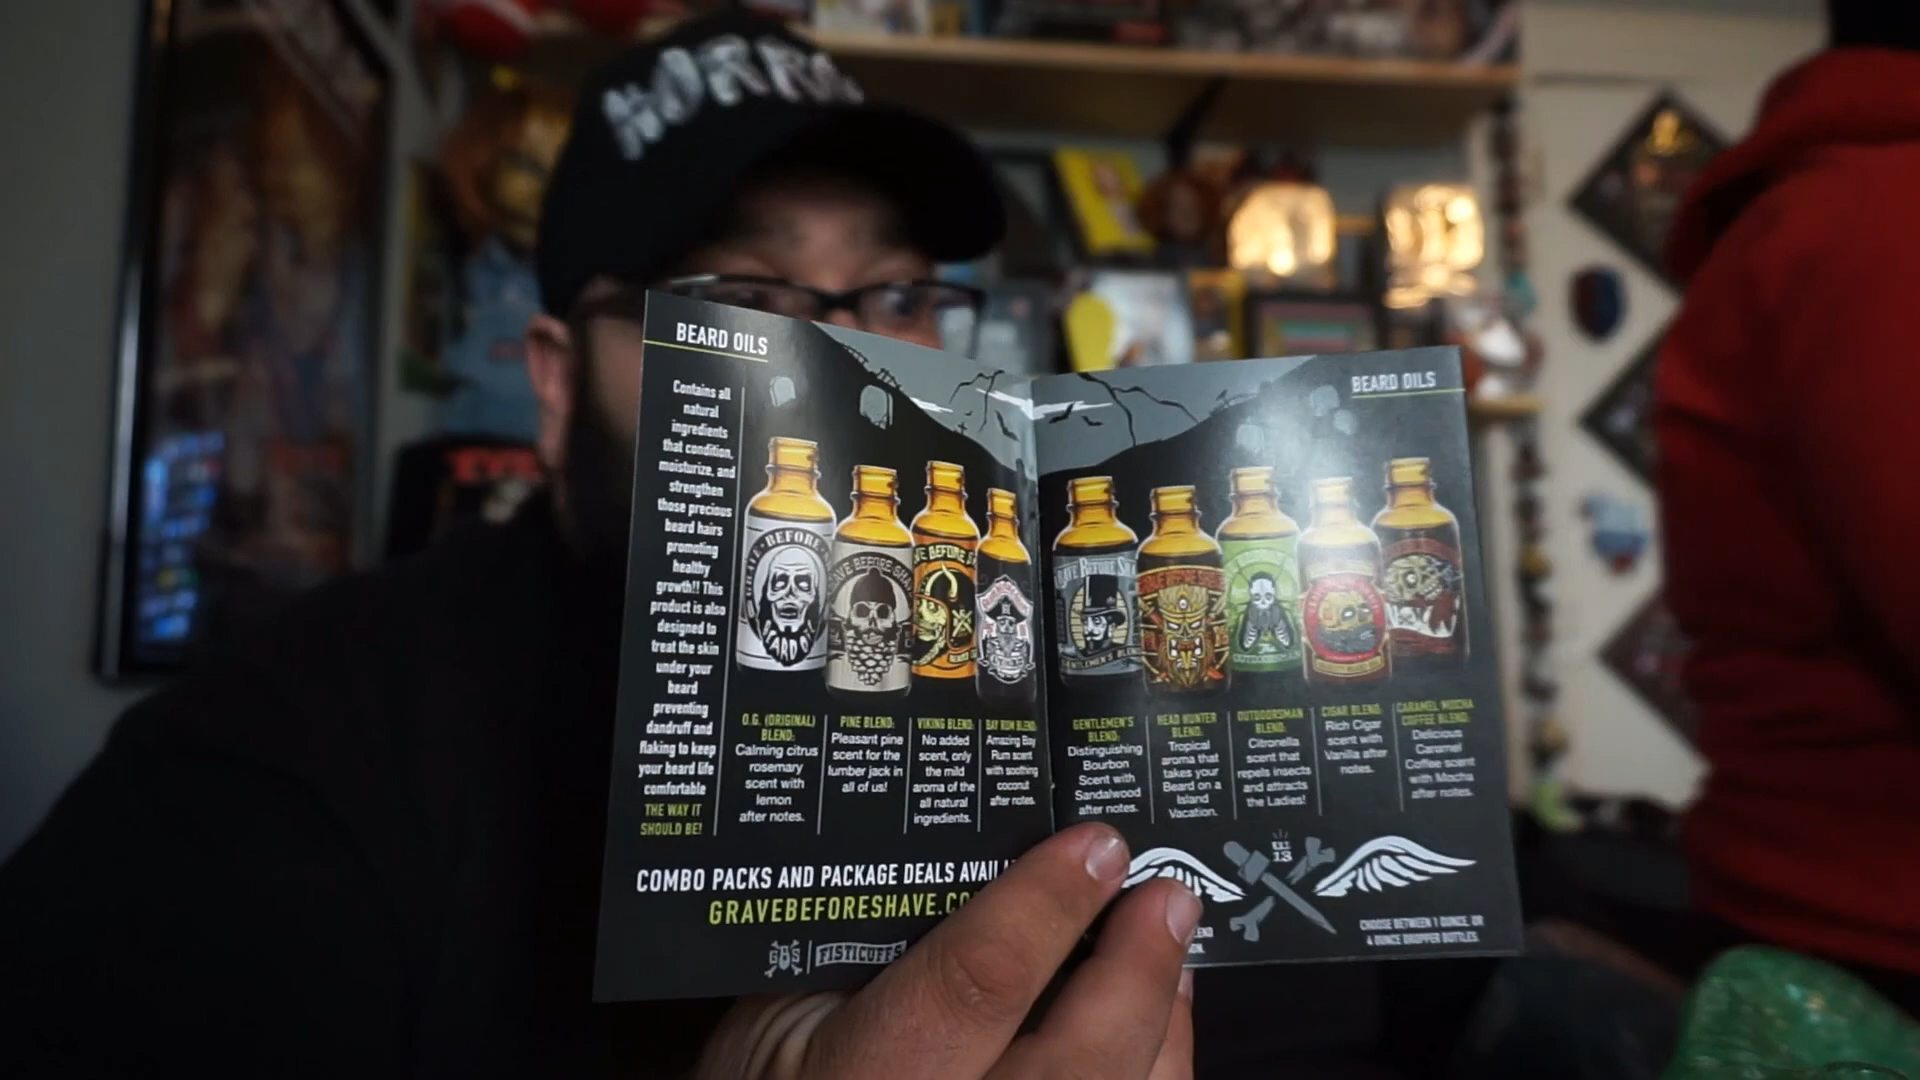 BEARD OILS
Contains all
natural
ingredients
that condition,
moisturize, and
strengthen
those precious
beard hairs
promoting
healthy
growth!! This
product is also
designed to
treat the skin
under your
beard
preventing
dandruff and
flaking to keep
your beard life
comfortable
THE WAY IT
SHOULD BE!
BEFORE
BEARD OIL
O.G. (ORIGINAL)
BLEND:
Calming citrus
rosemary
scent with
lemon
after notes.
PINE BLEND:
Pleasant pine
scent for the
lumber jack in
all of us!
VIKING BLEND:
No added
scent, only
the mild
aroma of the
all natural
ingredients.
BAY RUM BLEND:
Amazing Bay
Rum scent
with soothing
coconut
after notes.
COMBO PACKS AND PACKAGE DEALS
GRAVEBEFORESHAVE.CO
GBS FISTICUFFS
BEARD OILS
GRAVE BEFORE
GENTLEMEN'S
GENTLEMEN'S
BLEND:
Distinguishing
Bourbon
Scent with
Sandalwood
after notes.
HEAD HUNTER
BLEND:
Tropical
aroma that
takes your
Beard on a
Island
Vacation.
OUTDOORSMAN
BLEND:
Citronella
scent that
repels insects
and attracts
the Ladies!
CIGAR BLEND:
Rich Cigar
scent with
Vanilla after
notes.
CARAMEL MOCHA
COFFEE BLEND:
Delicious
Caramel
Coffee scent
with Mocha
after notes.
13
CHOOSE BETWEEN 1 OUNCE, OR
4 OUNCE DROPPER BOTTLES.